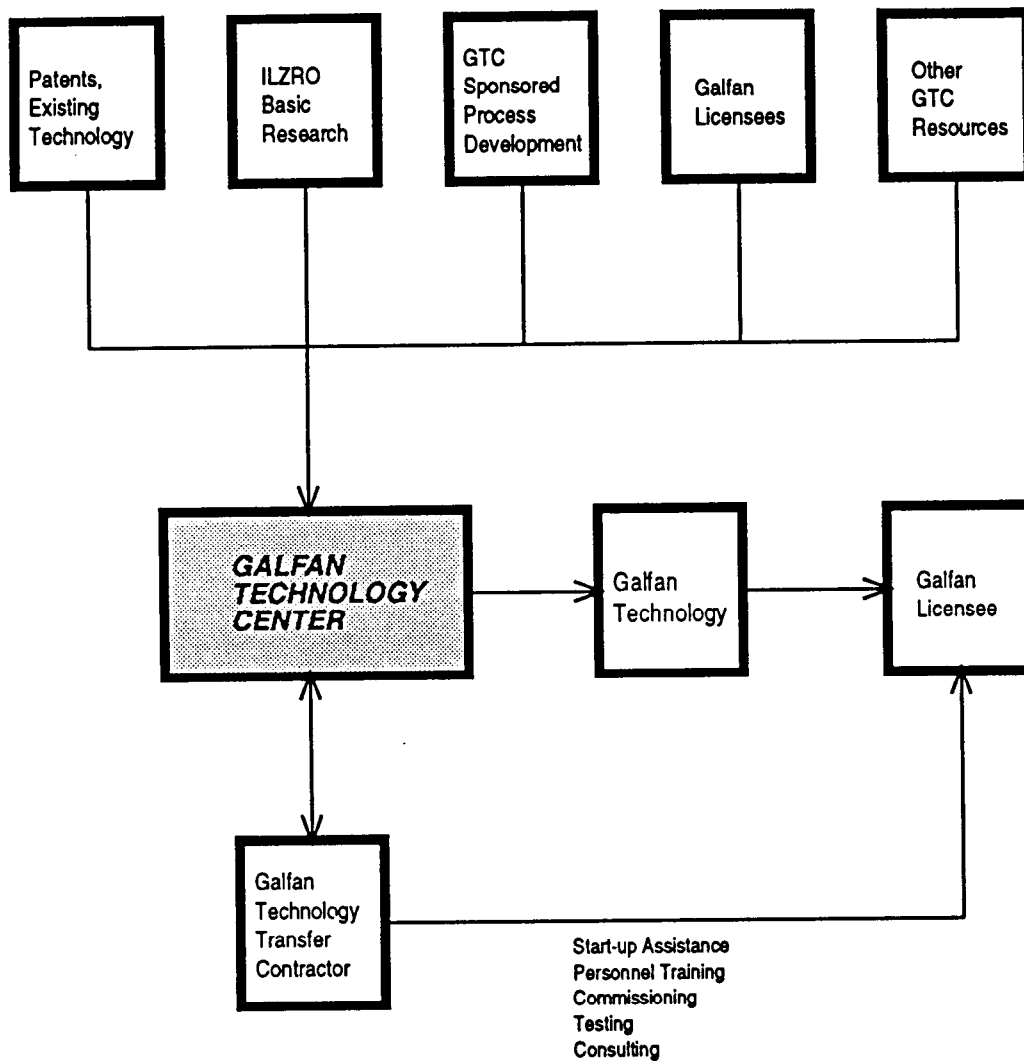 Patents,
Existing
Technology
ILZRO
Basic
Research
GTC
Sponsored
Process
Development
Galfan
Licensees
Other
GTC
Resources
GALFAN
TECHNOLOGY
CENTER
Galfan
Technology
Galfan
Licensee
Galfan
Technology
Transfer
Contractor
Start-up Assistance
Personnel Training
Commissioning
Testing
Consulting